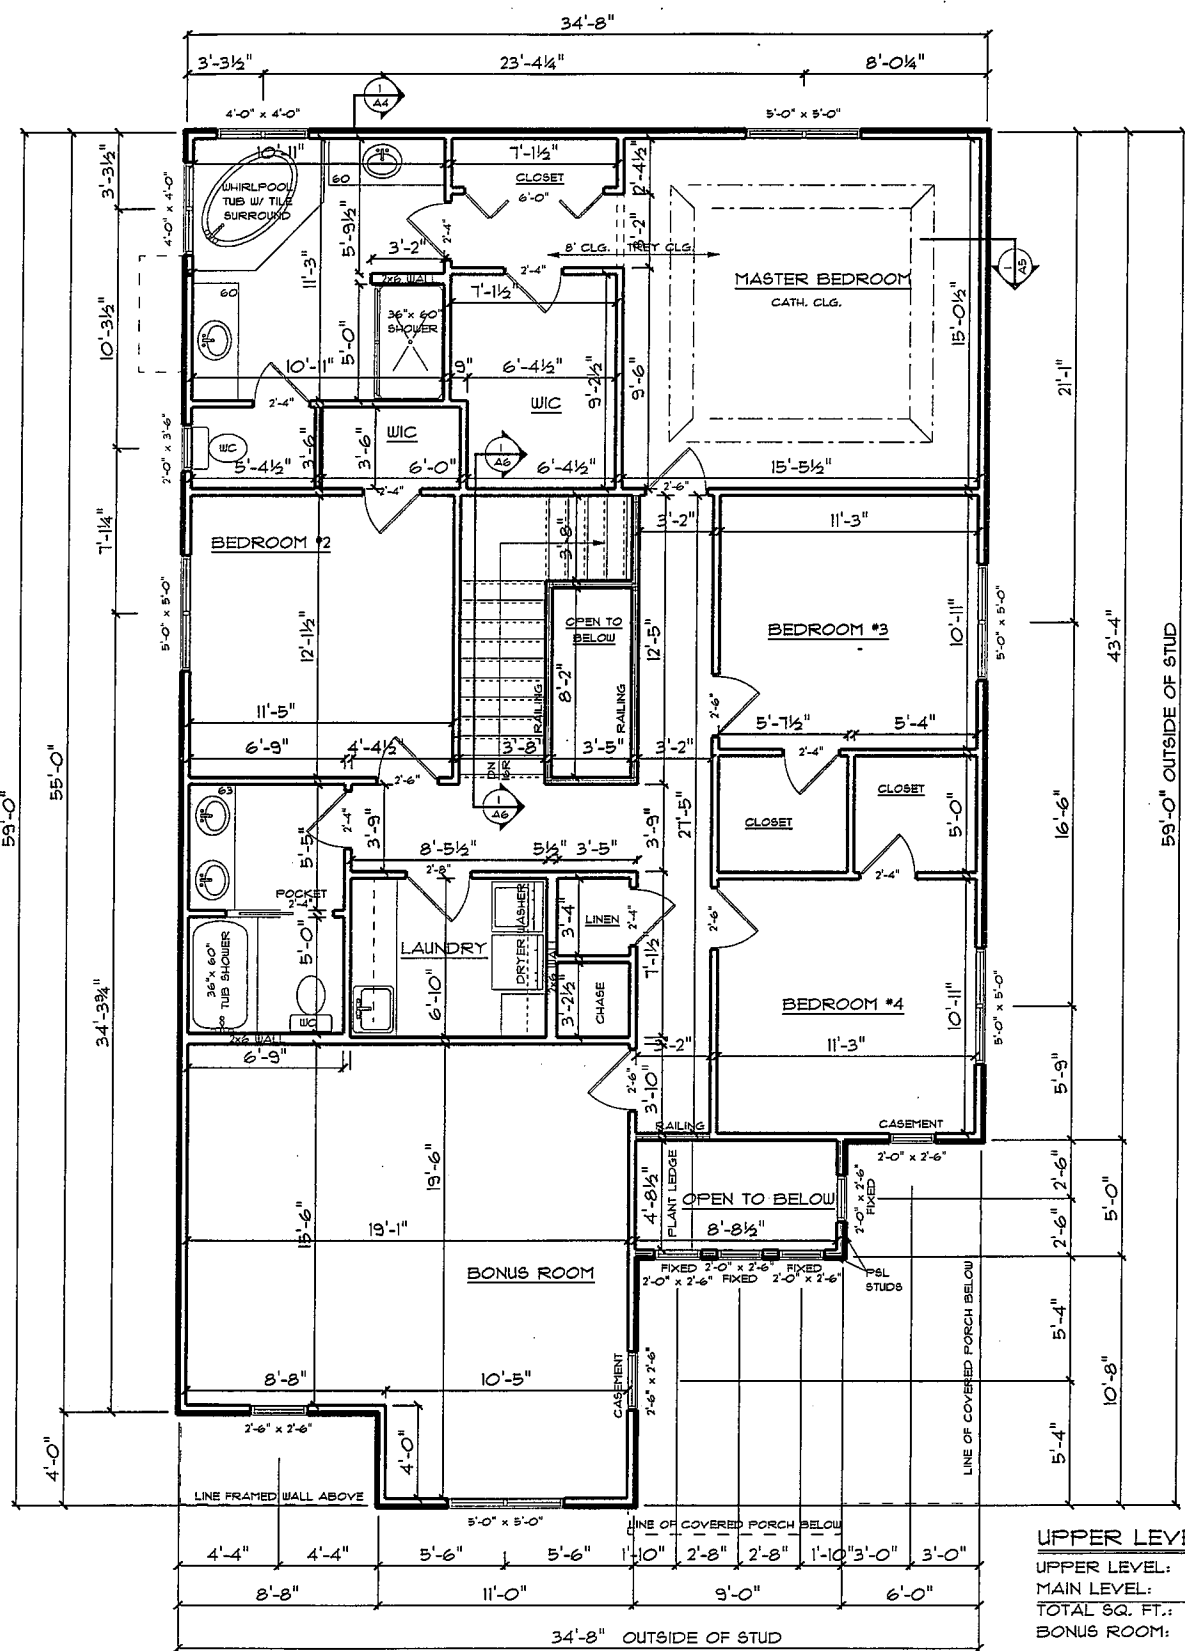 34'-8"
3'-3½" 23'-4¼" 8'-0¼"
1
A4
4'-0" x 4'-0" 5'-0" x 5'-0"
10'-11" 7'-1½" 2'-4½"
3'-3½"
60
CLOSET
WHIRLPOOL
TUB W/ TILE
SURROUND
6'-0"
4'-0" x 4'-0"
5'-9½"
2'-4"
3'-2"
8' CLG. TREY CLG.
11'-3"
2x6 WALL
2'-4"
7'-1½"
MASTER BEDROOM
CATH. CLG.
1
A5
60
36" x 60"
SHOWER
10'-3½"
5'-0"
15'-0½"
10'-11" 9" 6'-4½"
9'-2½"
9'-6"
21'-1"
2'-4"
WIC
WIC
WC
2'-0" x 3'-6"
3'-6"
3'-6"
5'-4½" 6'-0" 6'-4½" 15'-5½"
1
A6
2'-4" 2'-6"
3'-2" 11'-3"
7'-1¼"
BEDROOM #2
3'-8"
5'-0" x 5'-0"
12'-1½"
OPEN TO
BELOW
12'-5"
BEDROOM #3
10'-11"
5'-0" x 5'-0"
43'-4"
59'-0" OUTSIDE OF STUD
8'-2"
RAILING
RAILING
2'-6"
11'-5" 5'-7½" 5'-4"
6'-9" 4'-4½" 3'-8" 3'-5" 3'-2"
2'-4"
2'-6"
DN
16R
55'-0"
59'-0"
63
2'-4"
1
A6
CLOSET
CLOSET
5'-0"
16'-6"
27'-5"
5'-5"
3'-9"
3'-9"
8'-5½" 5½" 3'-5"
2'-8"
2'-4"
POCKET
2'-4"
LAUNDRY
WASHER
DRYER
LINEN
3'-4"
2'-4"
2'-6"
7'-1½"
36" x 60"
TUB SHOWER
5'-0"
WC
6'-10"
2x6 WALL
CHASE
3'-2½"
BEDROOM #4
10'-11"
5'-0" x 5'-0"
34'-3¾"
2x6 WALL
6'-9"
3'-2" 11'-3"
5'-9"
2'-6"
3'-10"
RAILING
CASEMENT
2'-0" x 2'-6"
19'-6"
15'-6"
4'-8½"
PLANT LEDGE
OPEN TO BELOW
2'-0" x 2'-6"
FIXED
2'-6"
2'-6"
5'-0"
19'-1" 8'-8½"
BONUS ROOM
FIXED 2'-0" x 2'-6" FIXED
2'-0" x 2'-6" FIXED 2'-0" x 2'-6"
PSL
STUDS
LINE OF COVERED PORCH BELOW
5'-4"
10'-8"
8'-8" 10'-5"
CASEMENT
2'-6" x 2'-6"
2'-6" x 2'-6"
4'-0"
4'-0"
5'-4"
LINE FRAMED WALL ABOVE
5'-0" x 5'-0"
LINE OF COVERED PORCH BELOW
4'-4" 4'-4" 5'-6" 5'-6" 1'-10" 2'-8" 2'-8" 1'-10" 3'-0" 3'-0"
8'-8" 11'-0" 9'-0" 6'-0"
34'-8" OUTSIDE OF STUD
UPPER LEVE
UPPER LEVEL:
MAIN LEVEL:
TOTAL SQ. FT.:
BONUS ROOM: